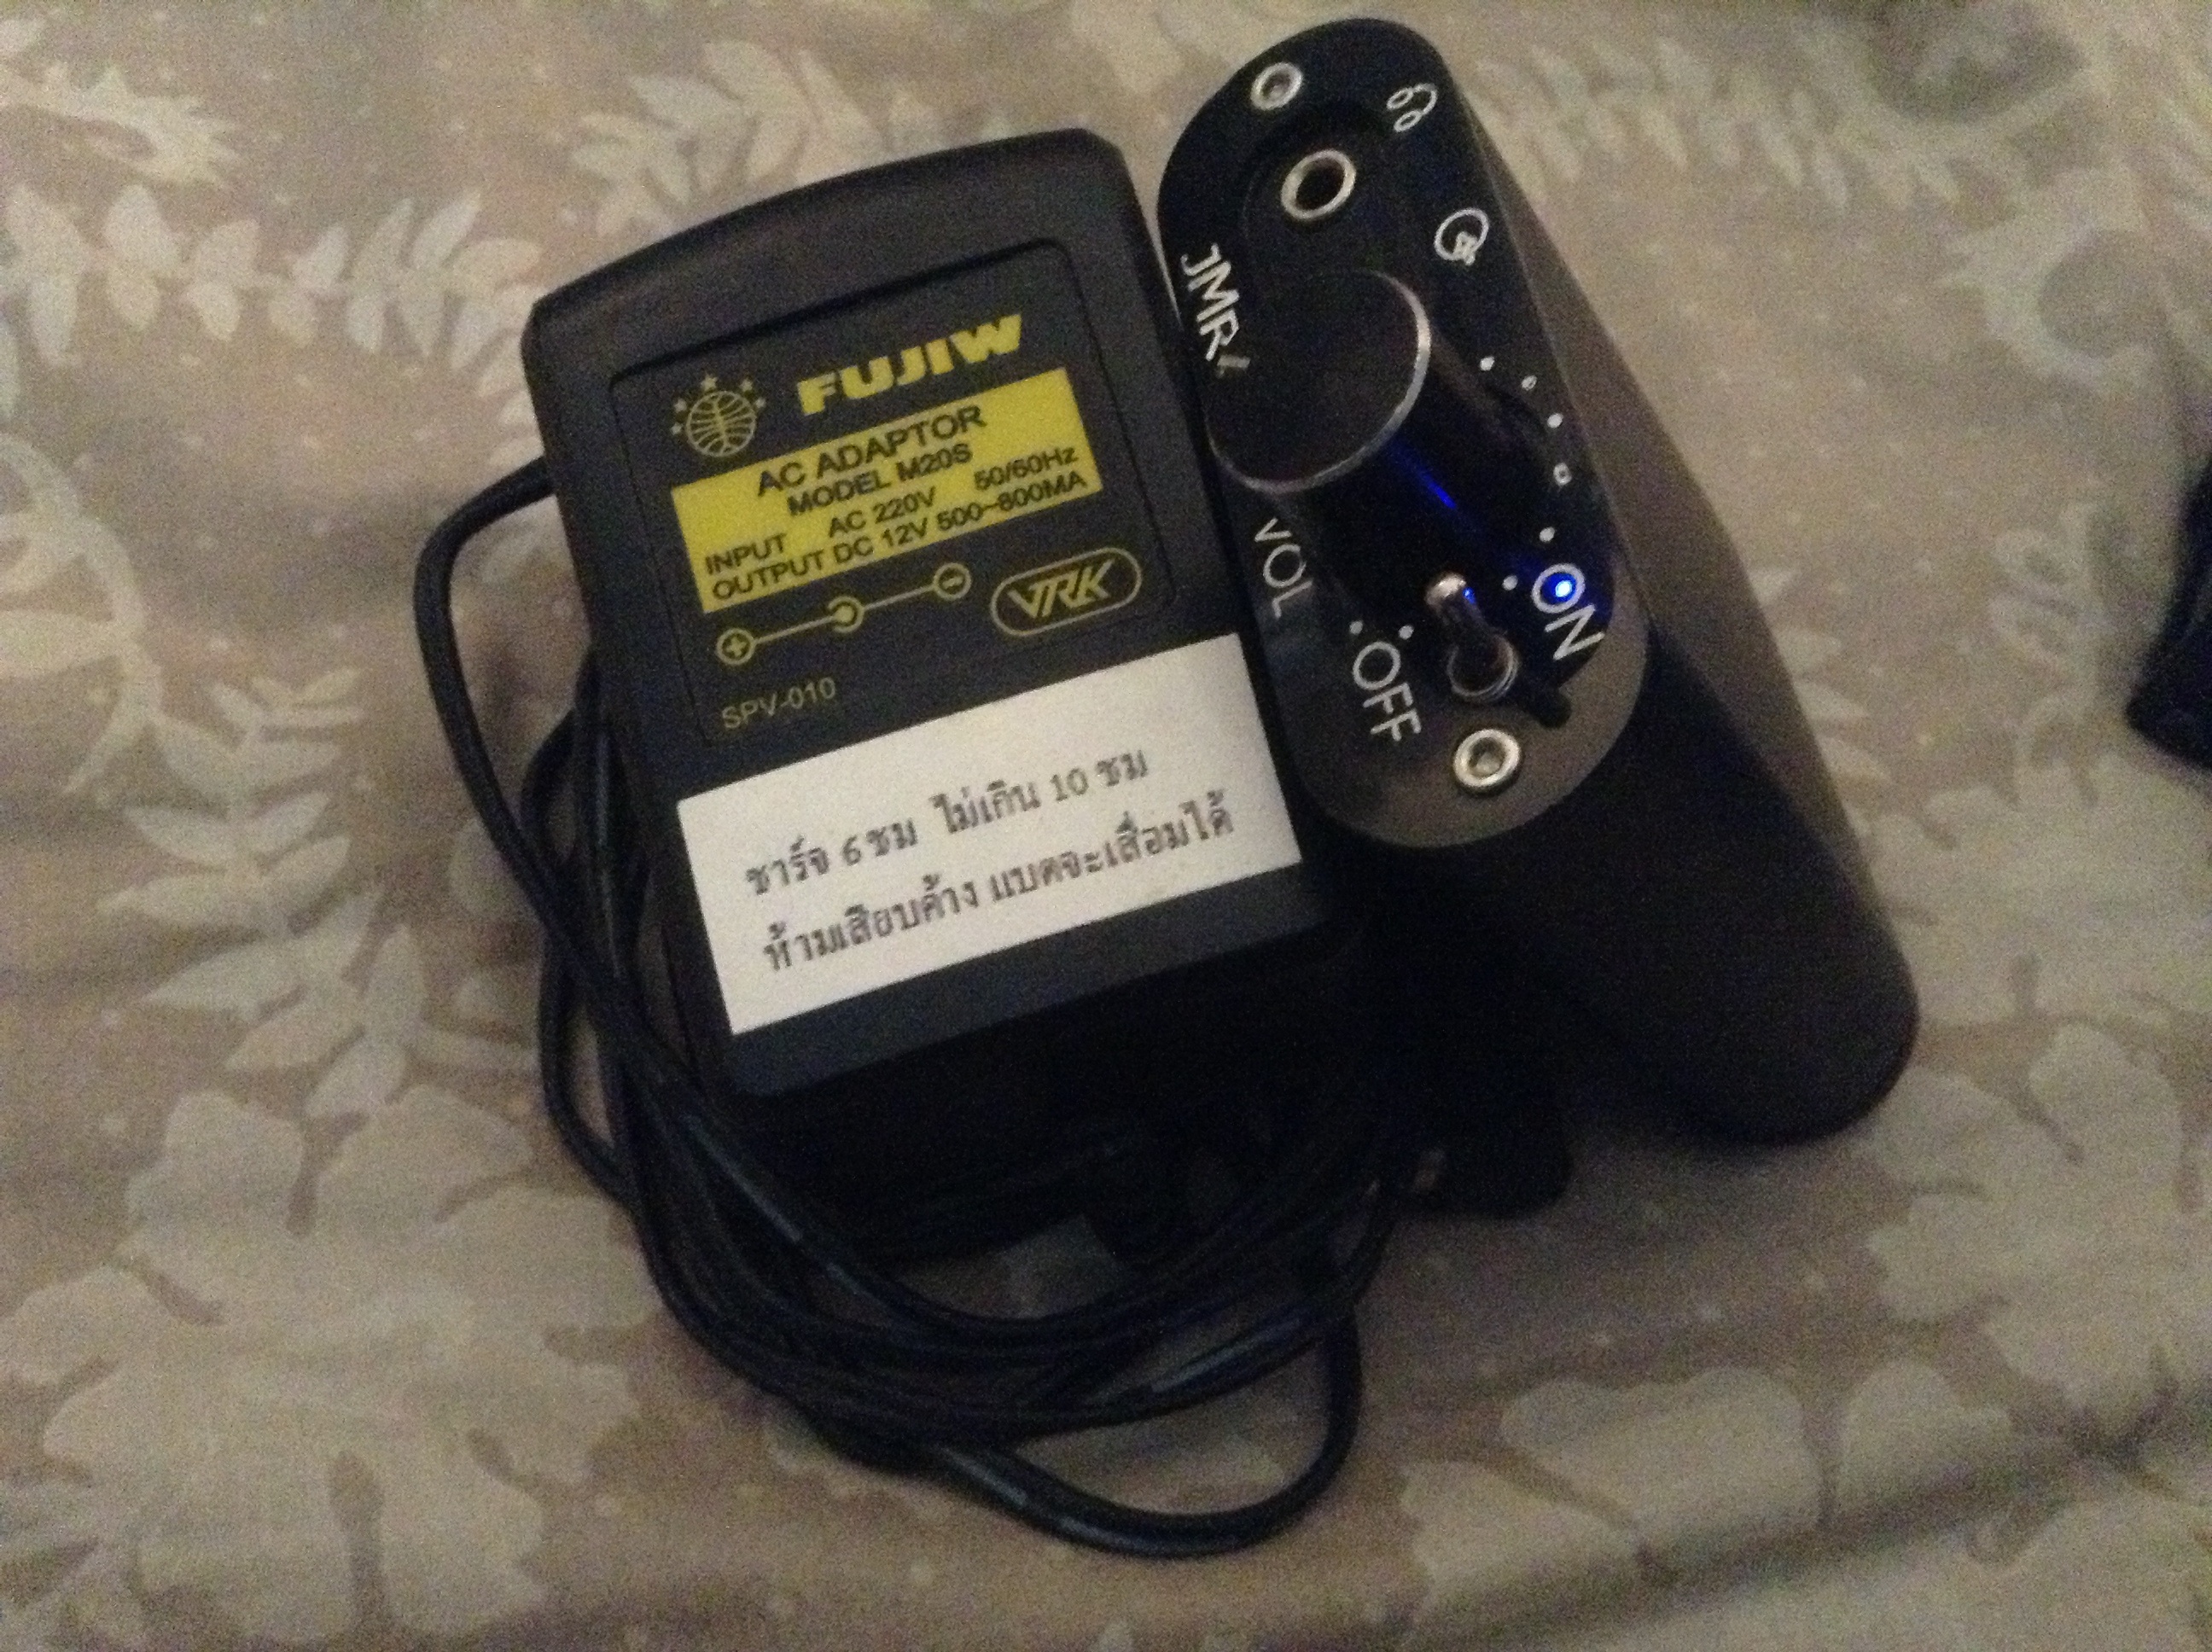 FUJIW
AC ADAPTOR
MODEL M20S
INPUT AC 220V 50/60Hz
OUTPUT DC 12V 500~800MA
VRK
SPV-010
ชาร์จ 6 ชม ไม่เกิน 10 ชม
ห้ามเสียบค้าง แบตจะเสื่อมได้
VOL
ON
OFF